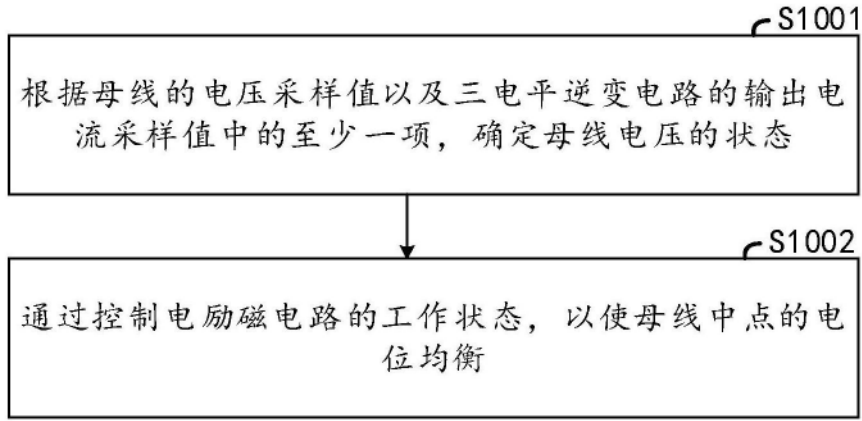 S1001
根据母线的电压采样值以及三电平逆变电路的输出电
流采样值中的至少一项，确定母线电压的状态
S1002
通过控制电励磁电路的工作状态，以使母线中点的电
位均衡